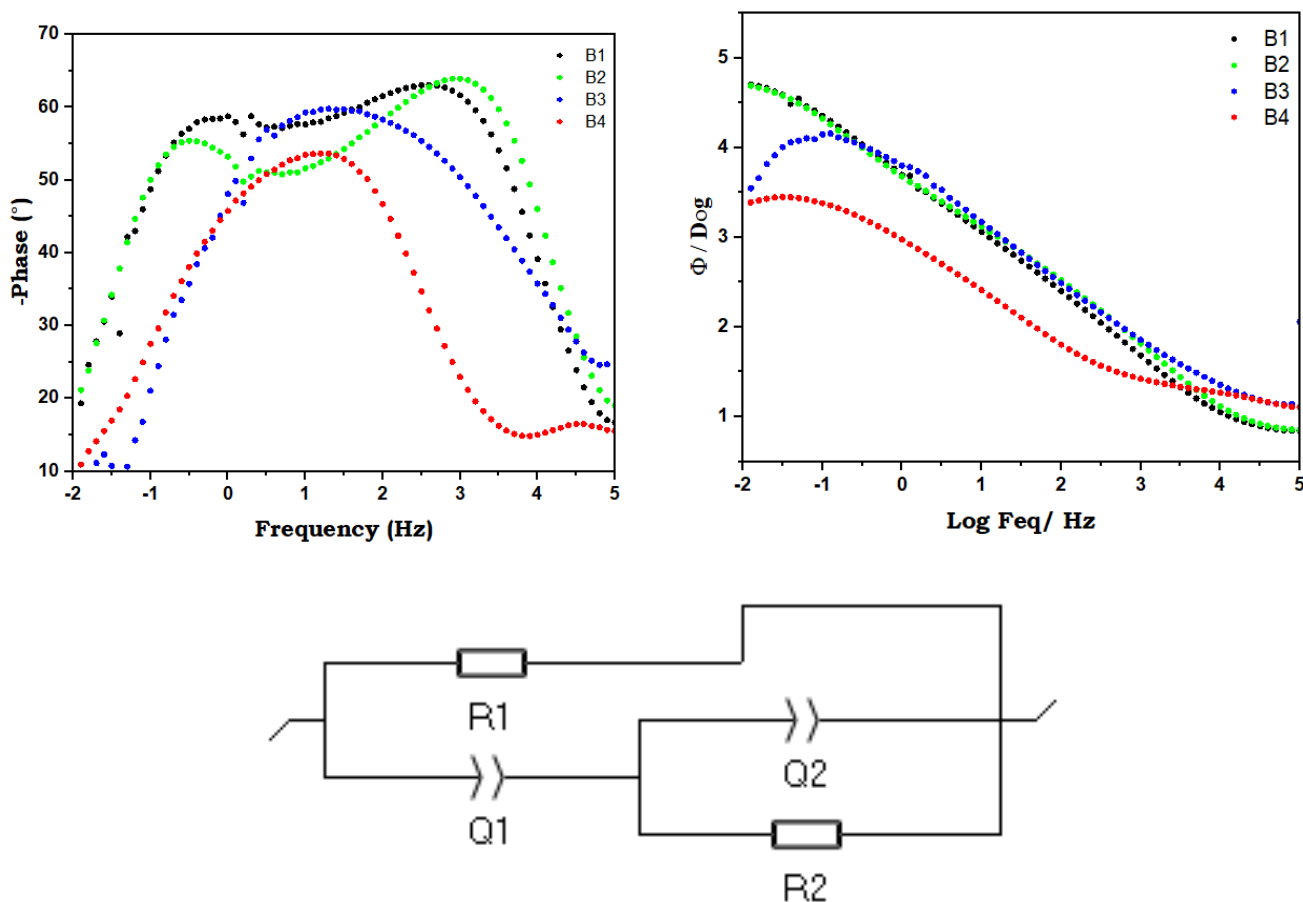 70
60
50
40
30
20
10
-Phase (°)
-2 -1 0 1 2 3 4 5
Frequency (Hz)
B1
B2
B3
B4
5
4
3
2
1
Φ / Dog
-2 -1 0 1 2 3 4 5
Log Feq/ Hz
B1
B2
B3
B4
R1
Q1
Q2
R2